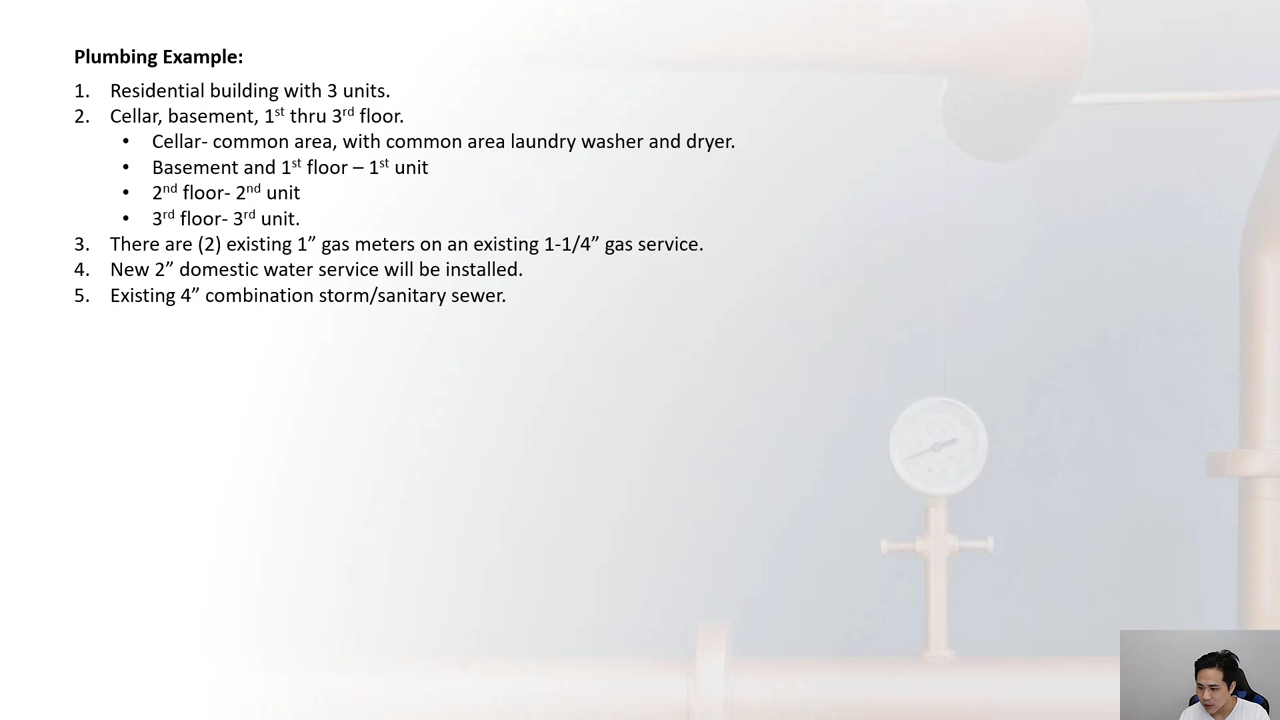 Plumbing Example:
1. Residential building with 3 units.
2. Cellar, basement, 1st thru 3rd floor.
• Cellar- common area, with common area laundry washer and dryer.
• Basement and 1st floor – 1st unit
• 2nd floor- 2nd unit
• 3rd floor- 3rd unit.
3. There are (2) existing 1” gas meters on an existing 1-1/4” gas service.
4. New 2” domestic water service will be installed.
5. Existing 4” combination storm/sanitary sewer.